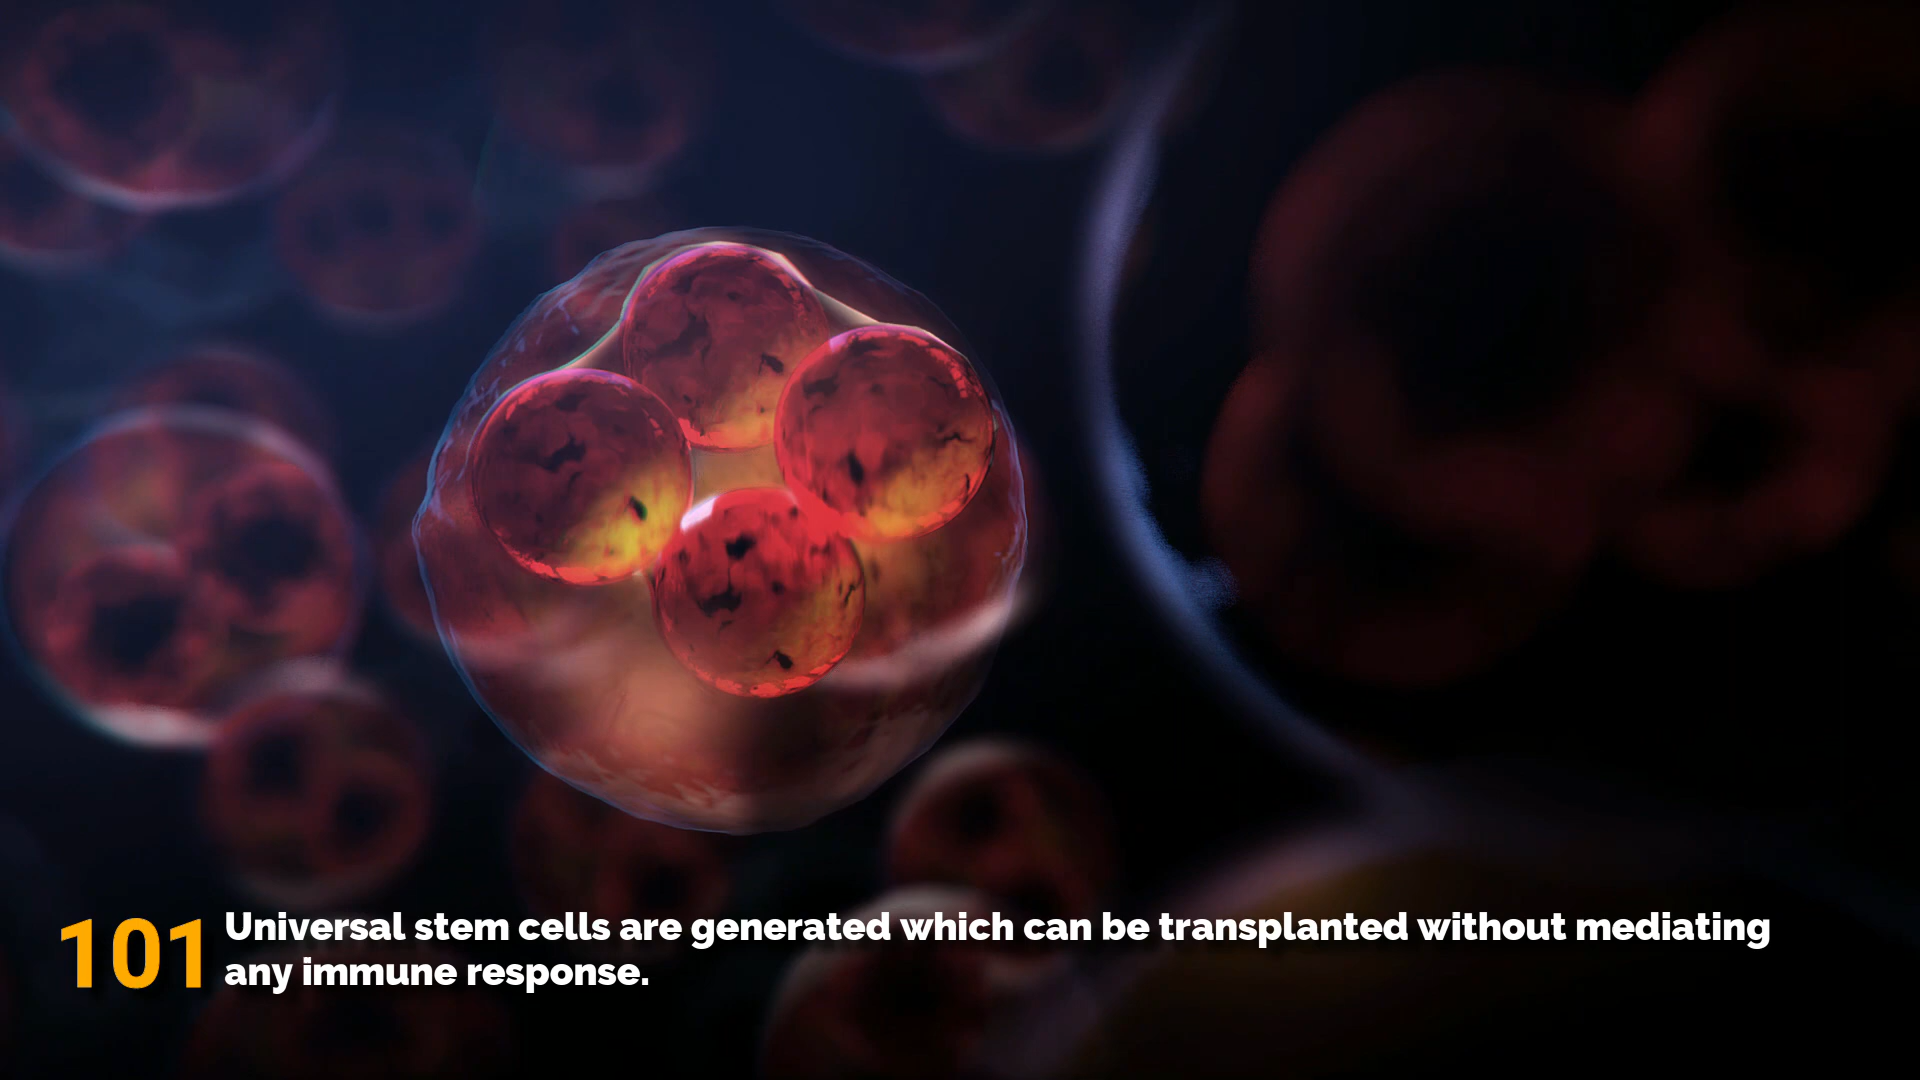 101
Universal stem cells are generated which can be transplanted without mediating
any immune response.